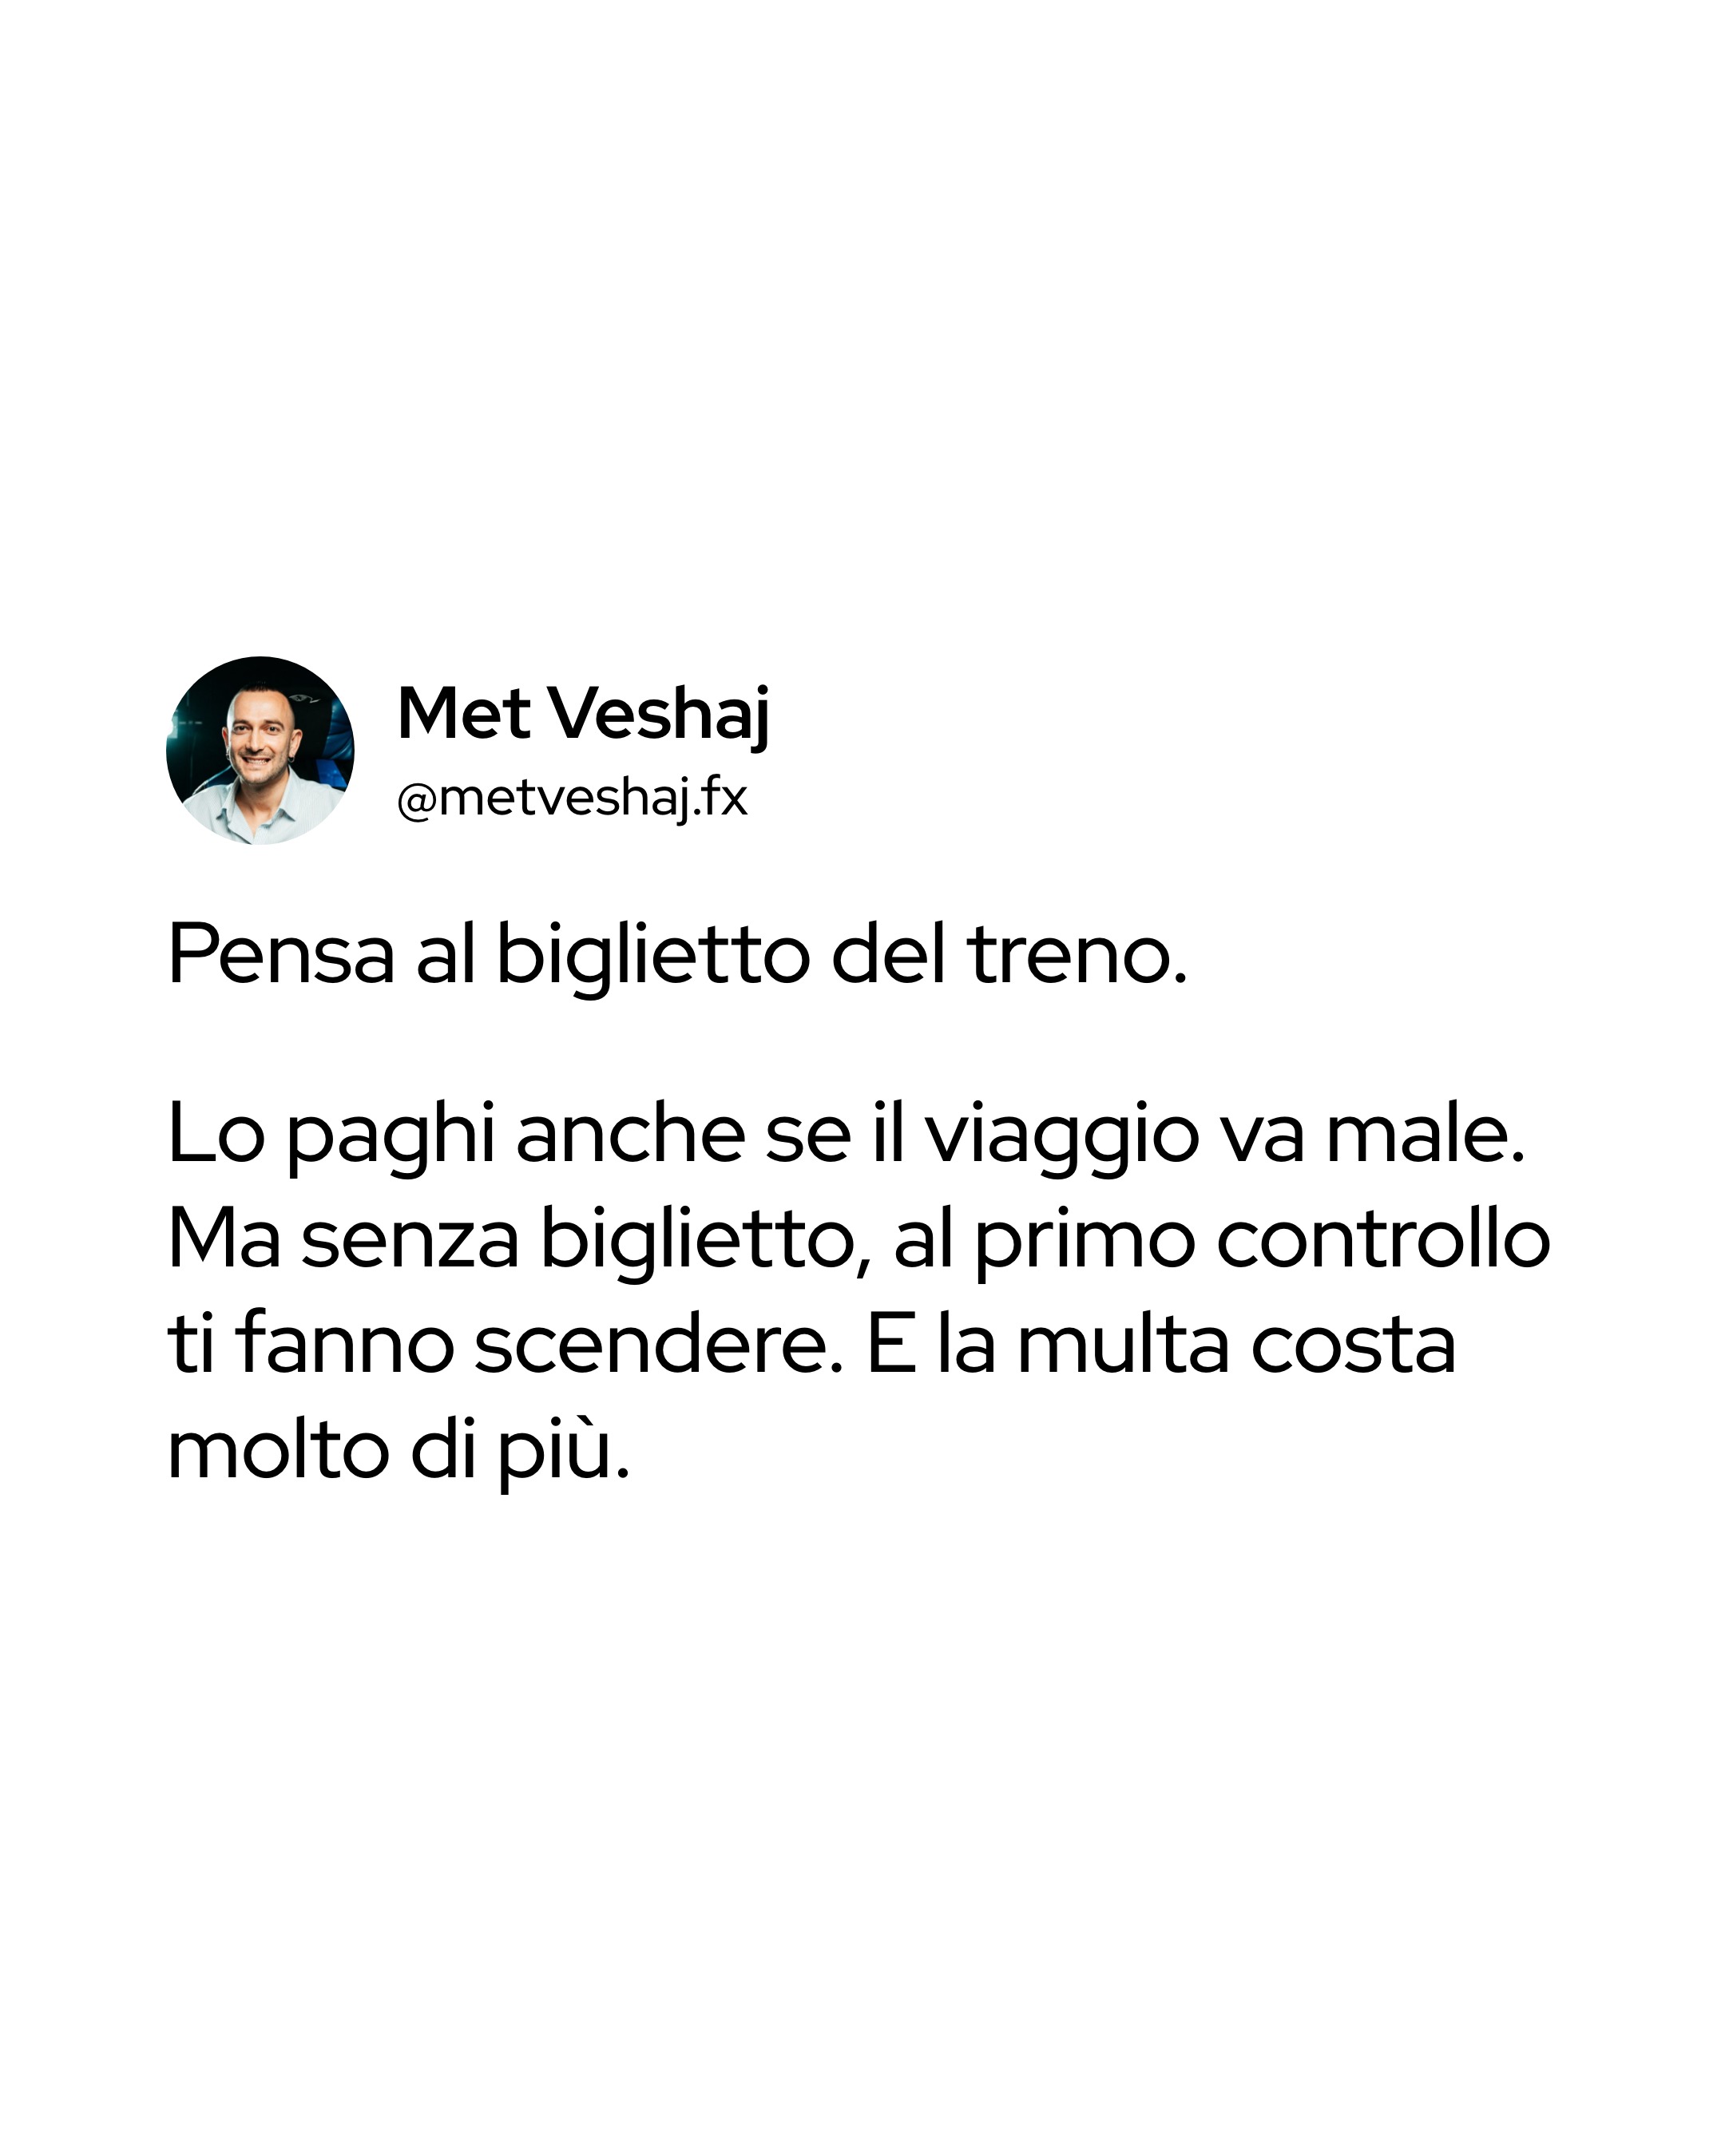 Met Veshaj
@metveshaj.fx
Pensa al biglietto del treno.
Lo paghi anche se il viaggio va male.
Ma senza biglietto, al primo controllo
ti fanno scendere. E la multa costa
molto di più.